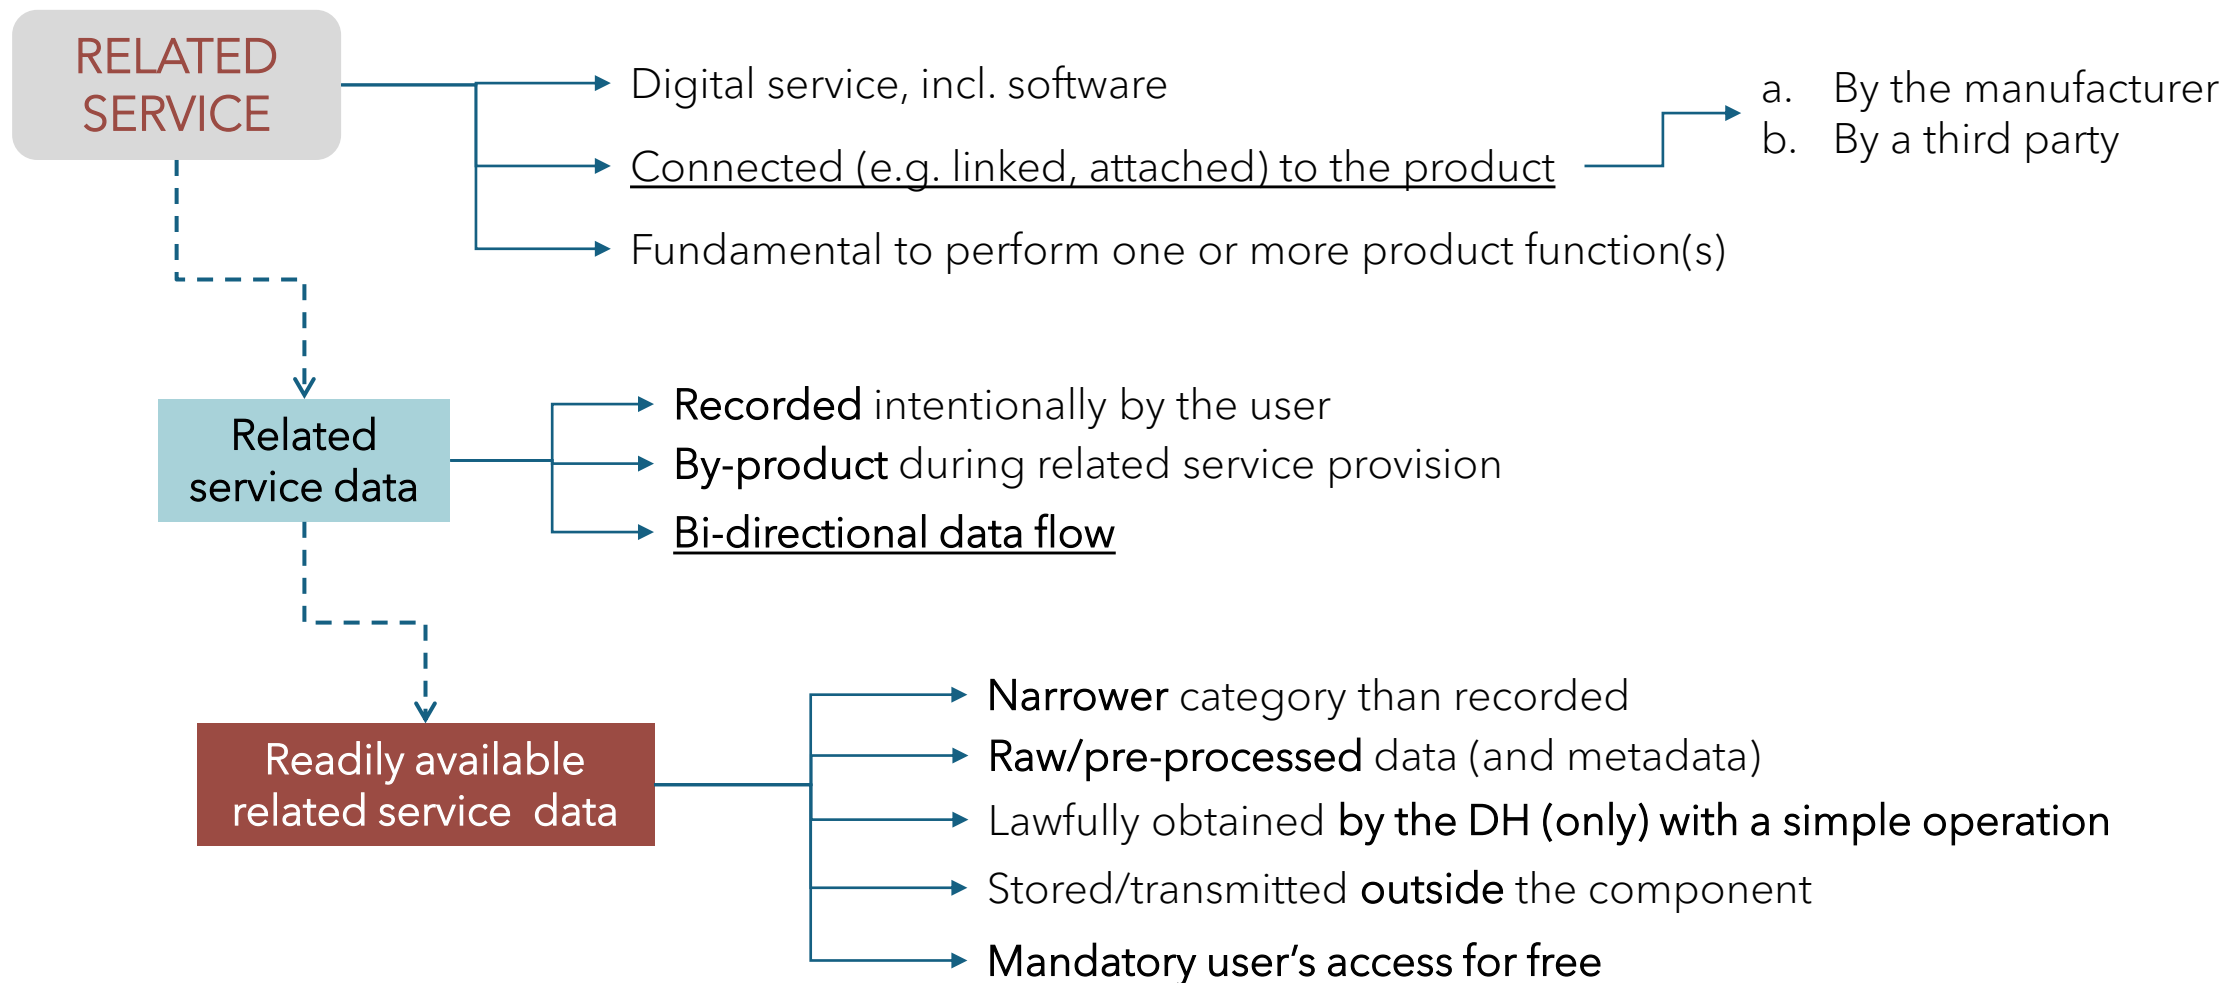 RELATED
SERVICE
Digital service, incl. software
Connected (e.g. linked, attached) to the product
a. By the manufacturer
b. By a third party
Fundamental to perform one or more product function(s)
Related
service data
Recorded intentionally by the user
By-product during related service provision
Bi-directional data flow
Readily available
related service data
Narrower category than recorded
Raw/pre-processed data (and metadata)
Lawfully obtained by the DH (only) with a simple operation
Stored/transmitted outside the component
Mandatory user’s access for free